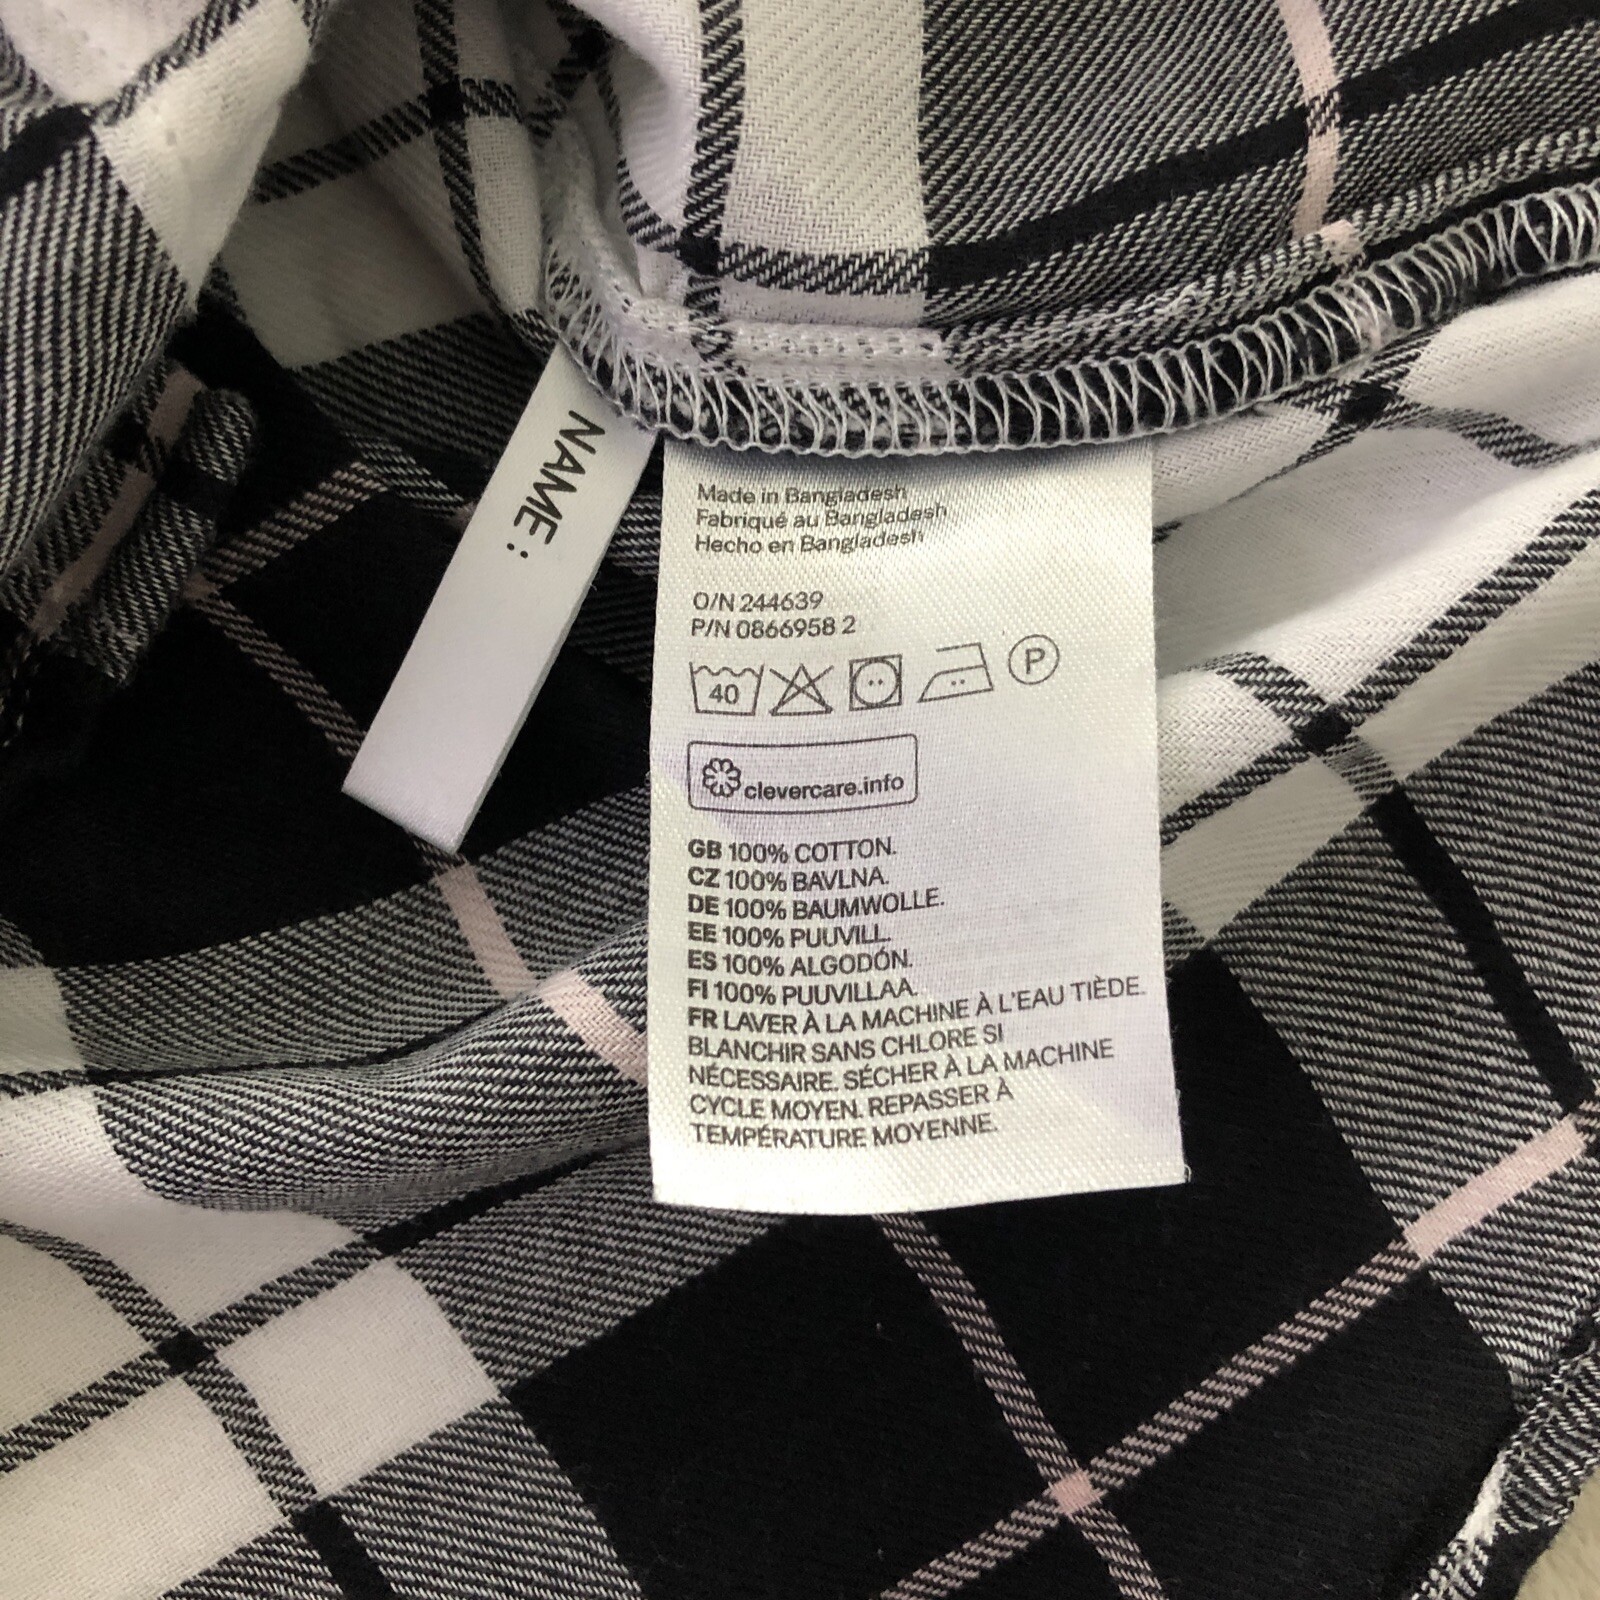 NAME:
Made in Bangladesh
Fabriqué au Bangladesh
Hecho en Bangladesh
O/N 244639
P/N 0866958 2
40
P
clevercare.info
GB 100% COTTON.
CZ 100% BAVLNA.
DE 100% BAUMWOLLE.
EE 100% PUUVILL.
ES 100% ALGODÓN.
FI 100% PUUVILLAA.
FR LAVER À LA MACHINE À L'EAU TIÈDE.
BLANCHIR SANS CHLORE SI
NÉCESSAIRE. SÉCHER À LA MACHINE
CYCLE MOYEN. REPASSER À
TEMPÉRATURE MOYENNE.